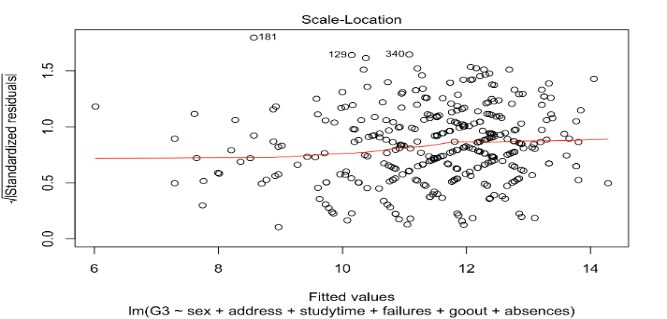 Scale-Location
√|Standardized residuals|
1.5
1.0
0.5
0.0
181
129
340
6 8 10 12 14
Fitted values
lm(G3 ~ sex + address + studytime + failures + goout + absences)